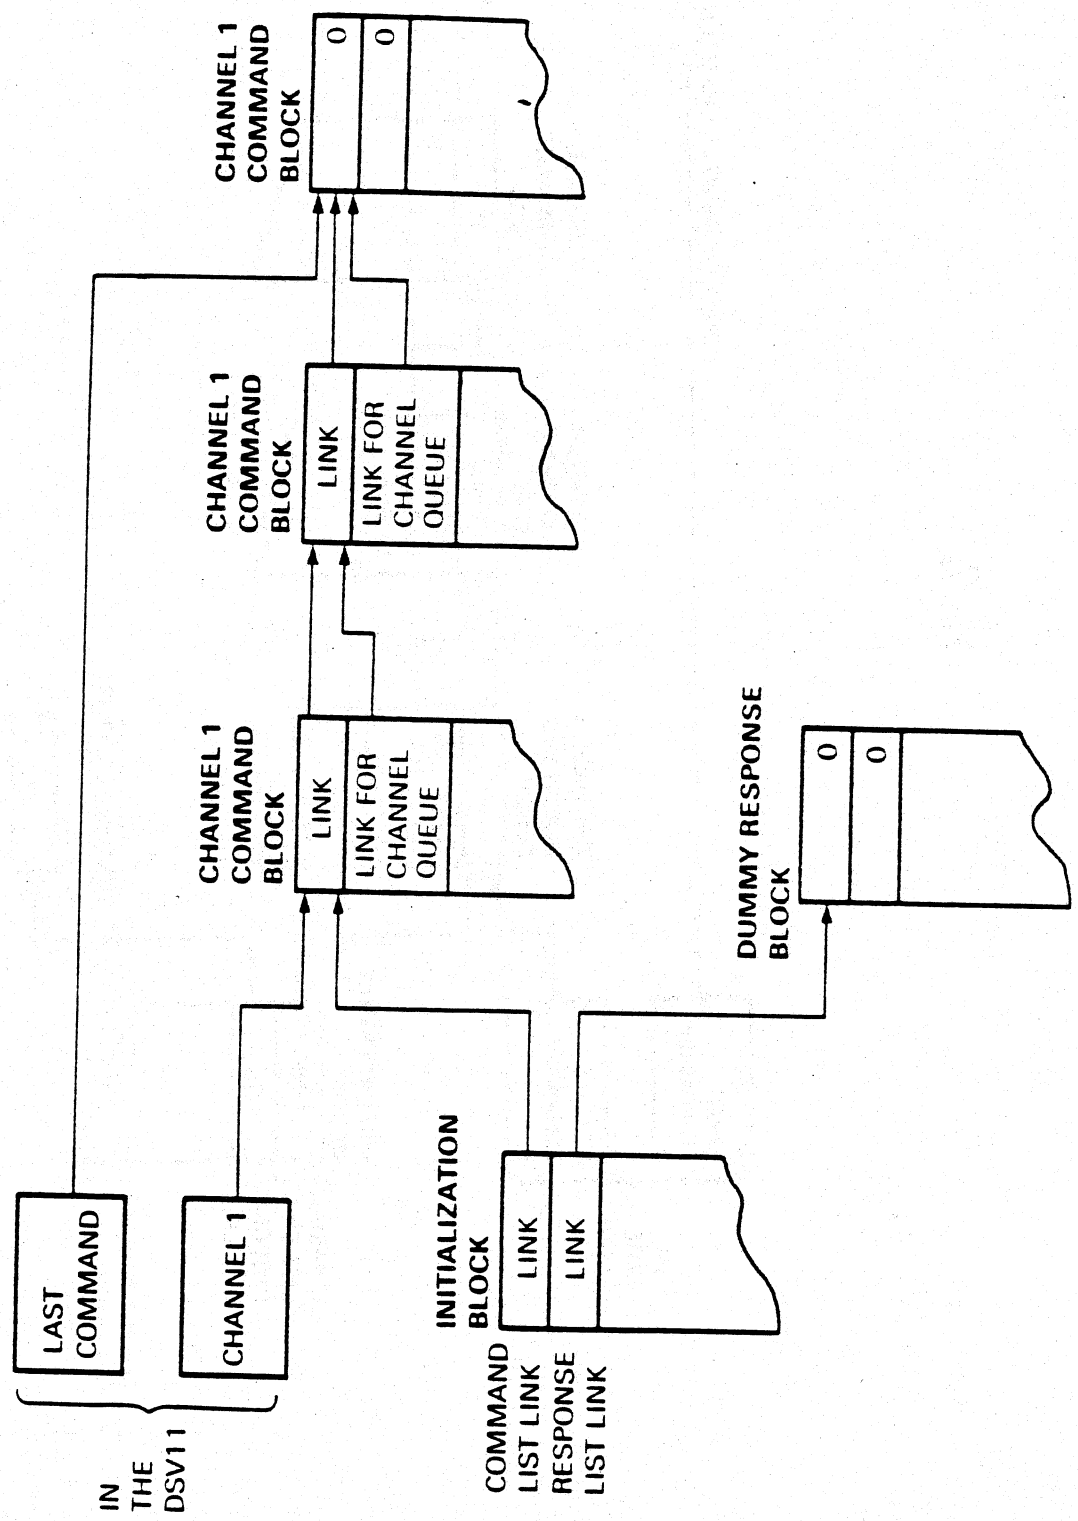 IN
THE
DSV11
LAST
COMMAND
CHANNEL 1
CHANNEL 1
COMMAND
BLOCK
LINK
LINK FOR
CHANNEL
QUEUE
CHANNEL 1
COMMAND
BLOCK
LINK
LINK FOR
CHANNEL
QUEUE
CHANNEL 1
COMMAND
BLOCK
0
0
INITIALIZATION
BLOCK
COMMAND
LIST LINK
RESPONSE
LIST LINK
LINK
LINK
DUMMY RESPONSE
BLOCK
0
0